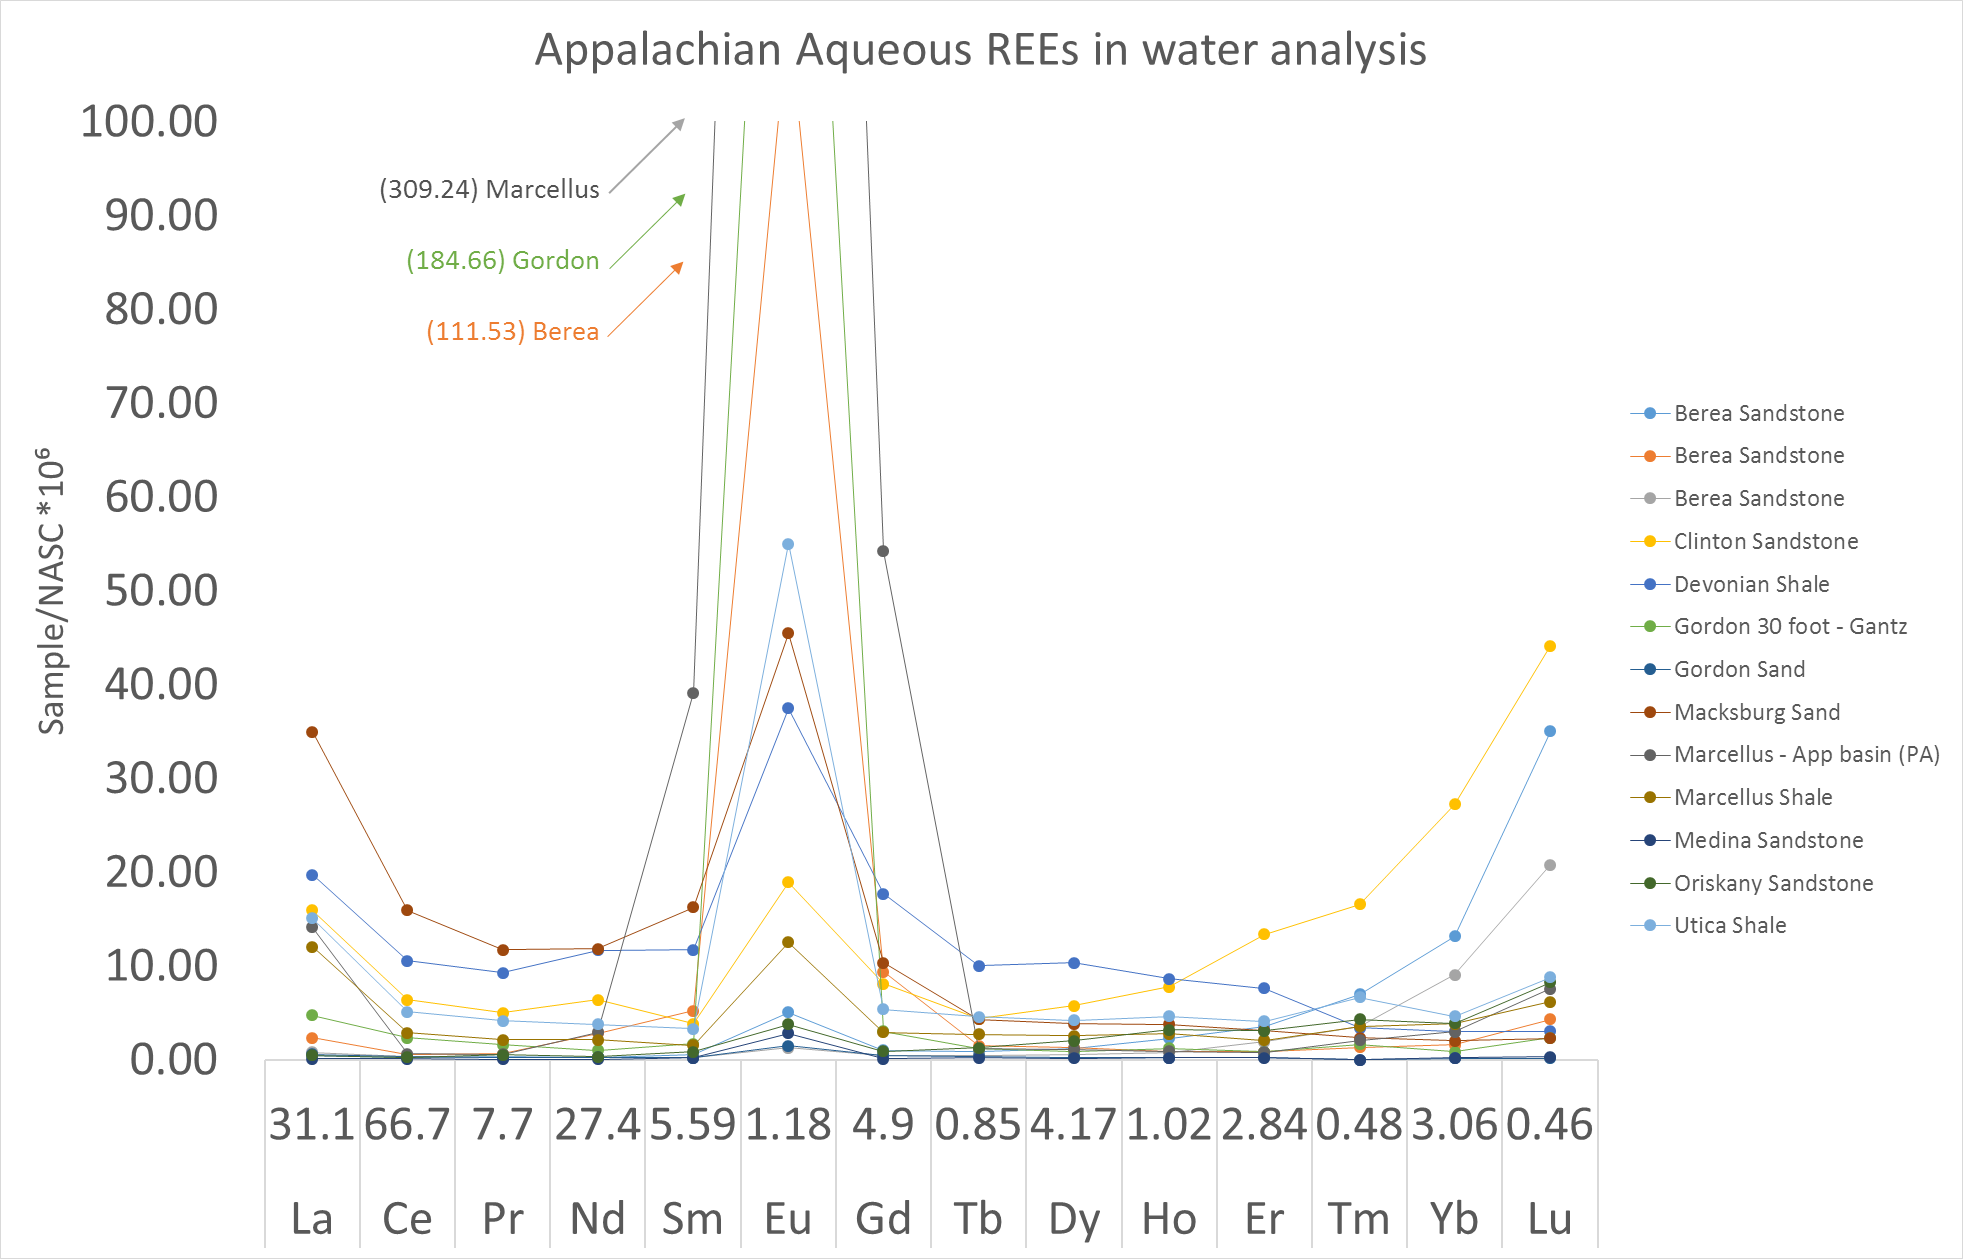 Appalachian Aqueous REEs in water analysis
100.00
90.00
80.00
70.00
60.00
50.00
40.00
30.00
20.00
10.00
0.00
Sample/NASC *10⁶
(309.24) Marcellus
(184.66) Gordon
(111.53) Berea
31.1 66.7 7.7 27.4 5.59 1.18 4.9 0.85 4.17 1.02 2.84 0.48 3.06 0.46
La Ce Pr Nd Sm Eu Gd Tb Dy Ho Er Tm Yb Lu
Berea Sandstone
Berea Sandstone
Berea Sandstone
Clinton Sandstone
Devonian Shale
Gordon 30 foot - Gantz
Gordon Sand
Macksburg Sand
Marcellus - App basin (PA)
Marcellus Shale
Medina Sandstone
Oriskany Sandstone
Utica Shale